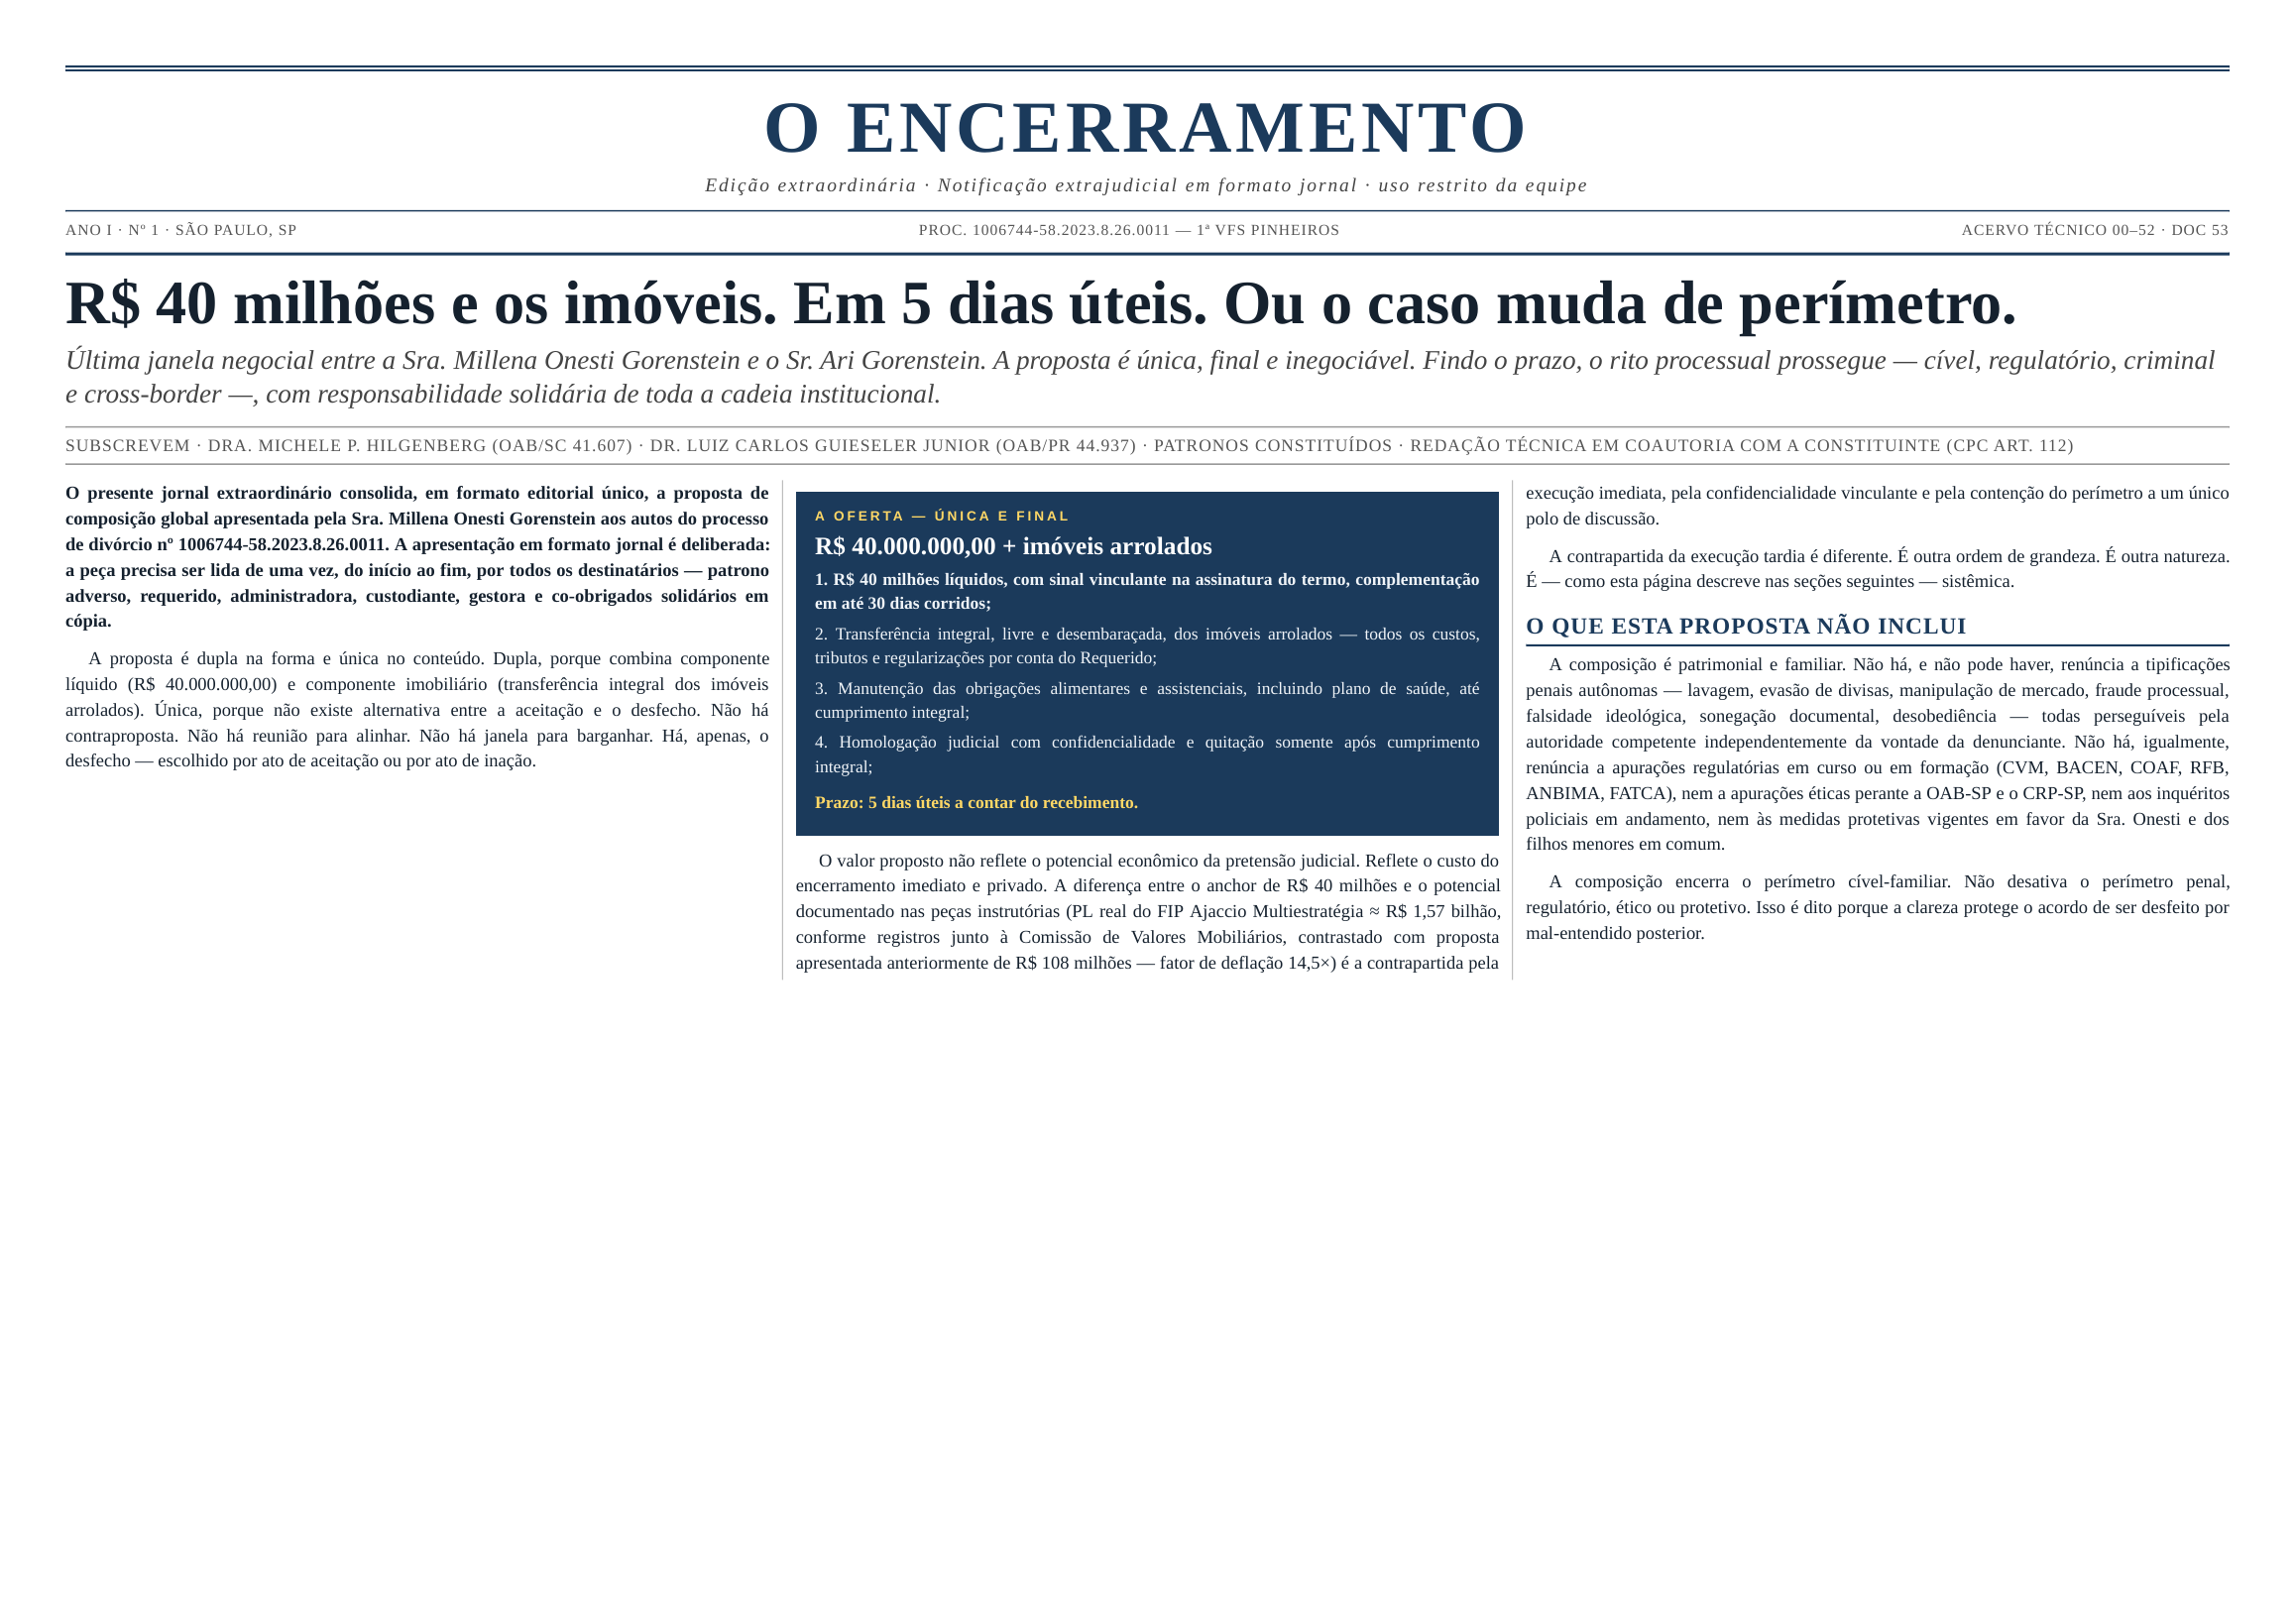 O ENCERRAMENTO
Edição extraordinária · Notificação extrajudicial em formato jornal · uso restrito da equipe
ANO I · Nº 1 · SÃO PAULO, SP
PROC. 1006744-58.2023.8.26.0011 — 1ª VFS PINHEIROS
ACERVO TÉCNICO 00–52 · DOC 53
R$ 40 milhões e os imóveis. Em 5 dias úteis. Ou o caso muda de perímetro.
Última janela negocial entre a Sra. Millena Onesti Gorenstein e o Sr. Ari Gorenstein. A proposta é única, final e inegociável. Findo o prazo, o rito processual prossegue — cível, regulatório, criminal
e cross-border —, com responsabilidade solidária de toda a cadeia institucional.
SUBSCREVEM · DRA. MICHELE P. HILGENBERG (OAB/SC 41.607) · DR. LUIZ CARLOS GUIESELER JUNIOR (OAB/PR 44.937) · PATRONOS CONSTITUÍDOS · REDAÇÃO TÉCNICA EM COAUTORIA COM A CONSTITUINTE (CPC ART. 112)
O presente jornal extraordinário consolida, em formato editorial único, a proposta de
composição global apresentada pela Sra. Millena Onesti Gorenstein aos autos do processo
de divórcio nº 1006744-58.2023.8.26.0011. A apresentação em formato jornal é deliberada:
a peça precisa ser lida de uma vez, do início ao fim, por todos os destinatários — patrono
adverso, requerido, administradora, custodiante, gestora e co-obrigados solidários em
cópia.
A proposta é dupla na forma e única no conteúdo. Dupla, porque combina componente
líquido (R$ 40.000.000,00) e componente imobiliário (transferência integral dos imóveis
arrolados). Única, porque não existe alternativa entre a aceitação e o desfecho. Não há
contraproposta. Não há reunião para alinhar. Não há janela para barganhar. Há, apenas, o
desfecho — escolhido por ato de aceitação ou por ato de inação.
A OFERTA — ÚNICA E FINAL
R$ 40.000.000,00 + imóveis arrolados
1. R$ 40 milhões líquidos, com sinal vinculante na assinatura do termo, complementação
em até 30 dias corridos;
2. Transferência integral, livre e desembaraçada, dos imóveis arrolados — todos os custos,
tributos e regularizações por conta do Requerido;
3. Manutenção das obrigações alimentares e assistenciais, incluindo plano de saúde, até
cumprimento integral;
4. Homologação judicial com confidencialidade e quitação somente após cumprimento
integral;
Prazo: 5 dias úteis a contar do recebimento.
O valor proposto não reflete o potencial econômico da pretensão judicial. Reflete o custo do
encerramento imediato e privado. A diferença entre o anchor de R$ 40 milhões e o potencial
documentado nas peças instrutórias (PL real do FIP Ajaccio Multiestratégia ≈ R$ 1,57 bilhão,
conforme registros junto à Comissão de Valores Mobiliários, contrastado com proposta
apresentada anteriormente de R$ 108 milhões — fator de deflação 14,5×) é a contrapartida pela
execução imediata, pela confidencialidade vinculante e pela contenção do perímetro a um único
polo de discussão.
A contrapartida da execução tardia é diferente. É outra ordem de grandeza. É outra natureza.
É — como esta página descreve nas seções seguintes — sistêmica.
O QUE ESTA PROPOSTA NÃO INCLUI
A composição é patrimonial e familiar. Não há, e não pode haver, renúncia a tipificações
penais autônomas — lavagem, evasão de divisas, manipulação de mercado, fraude processual,
falsidade ideológica, sonegação documental, desobediência — todas perseguíveis pela
autoridade competente independentemente da vontade da denunciante. Não há, igualmente,
renúncia a apurações regulatórias em curso ou em formação (CVM, BACEN, COAF, RFB,
ANBIMA, FATCA), nem a apurações éticas perante a OAB-SP e o CRP-SP, nem aos inquéritos
policiais em andamento, nem às medidas protetivas vigentes em favor da Sra. Onesti e dos
filhos menores em comum.
A composição encerra o perímetro cível-familiar. Não desativa o perímetro penal,
regulatório, ético ou protetivo. Isso é dito porque a clareza protege o acordo de ser desfeito por
mal-entendido posterior.